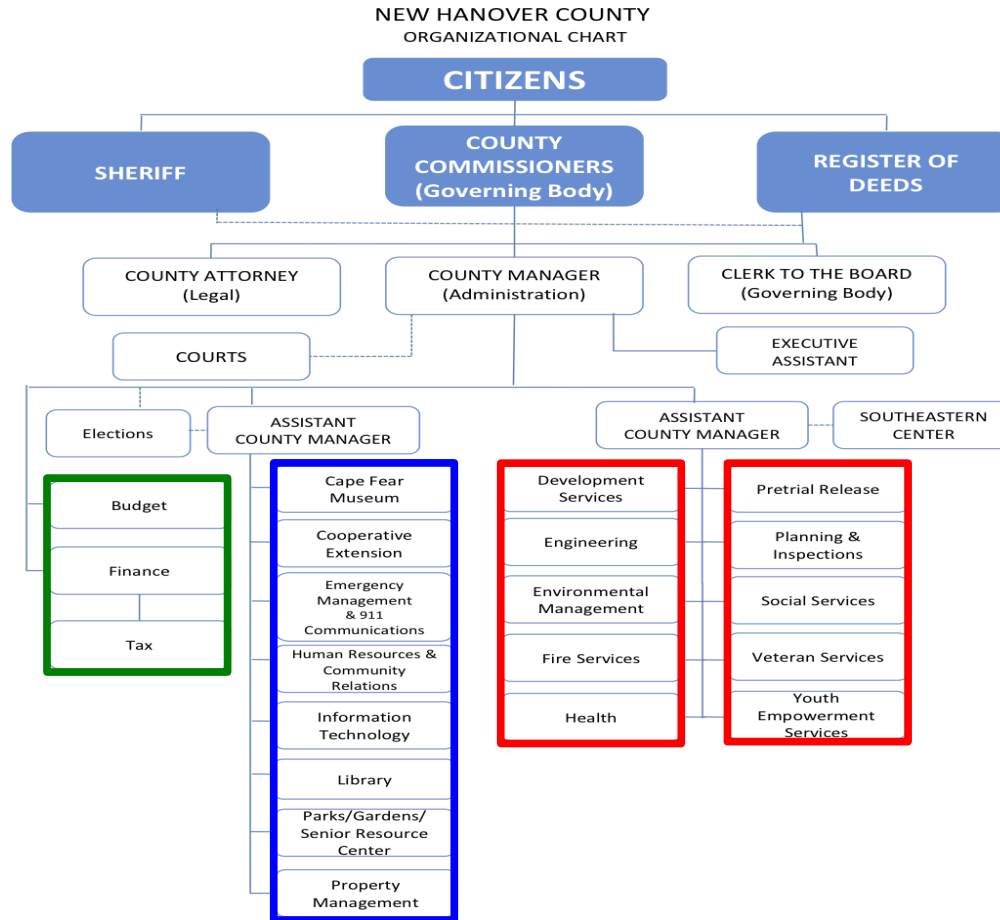 NEW HANOVER COUNTY
ORGANIZATIONAL CHART
CITIZENS
SHERIFF
COUNTY
COMMISSIONERS
(Governing Body)
REGISTER OF
DEEDS
COUNTY ATTORNEY
(Legal)
COUNTY MANAGER
(Administration)
CLERK TO THE BOARD
(Governing Body)
COURTS
EXECUTIVE
ASSISTANT
Elections
ASSISTANT
COUNTY MANAGER
ASSISTANT
COUNTY MANAGER
SOUTHEASTERN
CENTER
Budget
Finance
Tax
Cape Fear
Museum
Cooperative
Extension
Emergency
Management
& 911
Communications
Human Resources &
Community
Relations
Information
Technology
Library
Parks/Gardens/
Senior Resource
Center
Property
Management
Development
Services
Engineering
Environmental
Management
Fire Services
Health
Pretrial Release
Planning &
Inspections
Social Services
Veteran Services
Youth
Empowerment
Services